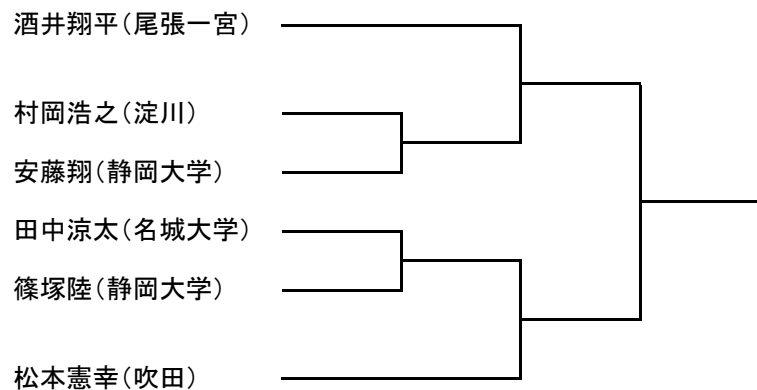 酒井翔平(尾張一宮)
村岡浩之(淀川)
安藤翔(静岡大学)
田中涼太(名城大学)
篠塚陸(静岡大学)
松本憲幸(吹田)